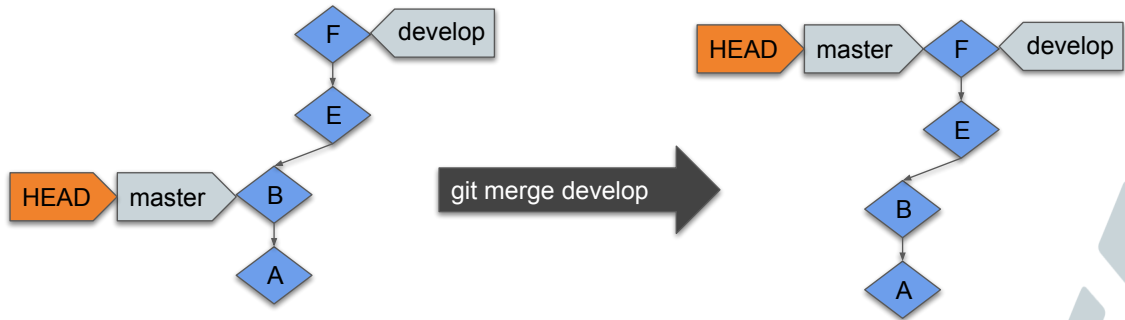 F develop
E
HEAD master B
A
git merge develop
HEAD master F develop
E
B
A